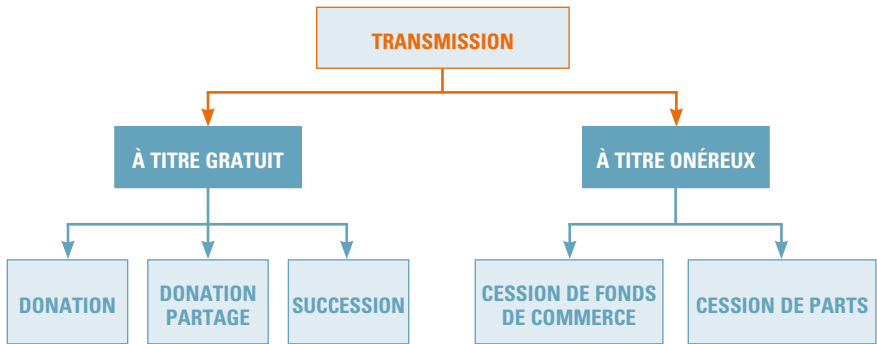 TRANSMISSION
À TITRE GRATUIT
À TITRE ONÉREUX
DONATION
DONATION
PARTAGE
SUCCESSION
CESSION DE FONDS
DE COMMERCE
CESSION DE PARTS